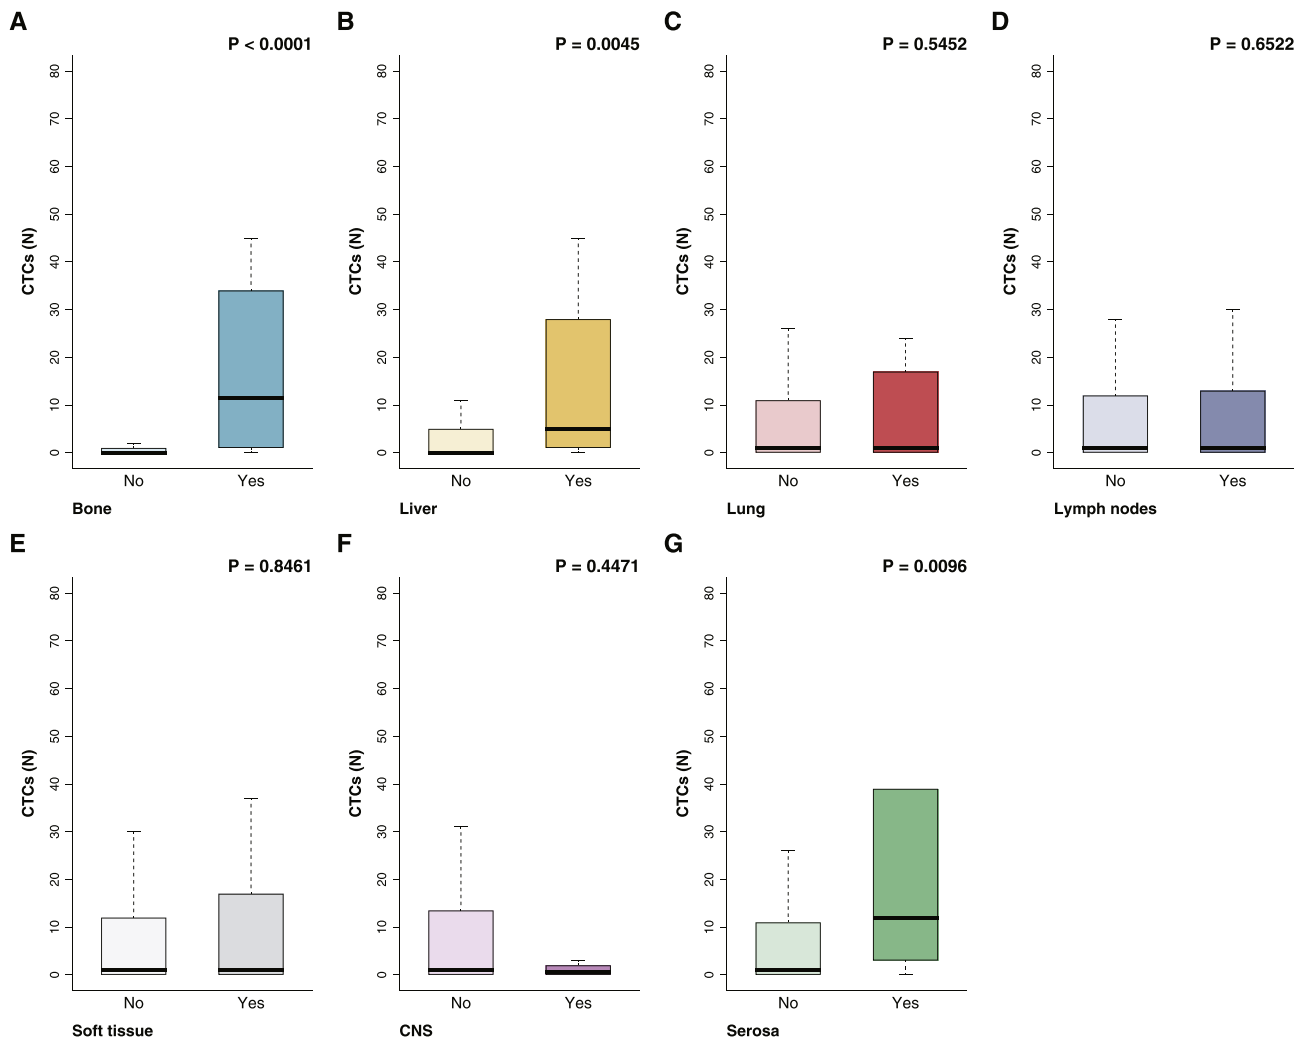 A
P < 0.0001
80
70
60
50
40
30
20
10
0
CTCs (N)
No Yes
Bone
B
P = 0.0045
80
70
60
50
40
30
20
10
0
CTCs (N)
No Yes
Liver
C
P = 0.5452
80
70
60
50
40
30
20
10
0
CTCs (N)
No Yes
Lung
D
P = 0.6522
80
70
60
50
40
30
20
10
0
CTCs (N)
No Yes
Lymph nodes
E
P = 0.8461
80
70
60
50
40
30
20
10
0
CTCs (N)
No Yes
Soft tissue
F
P = 0.4471
80
70
60
50
40
30
20
10
0
CTCs (N)
No Yes
CNS
G
P = 0.0096
80
70
60
50
40
30
20
10
0
CTCs (N)
No Yes
Serosa